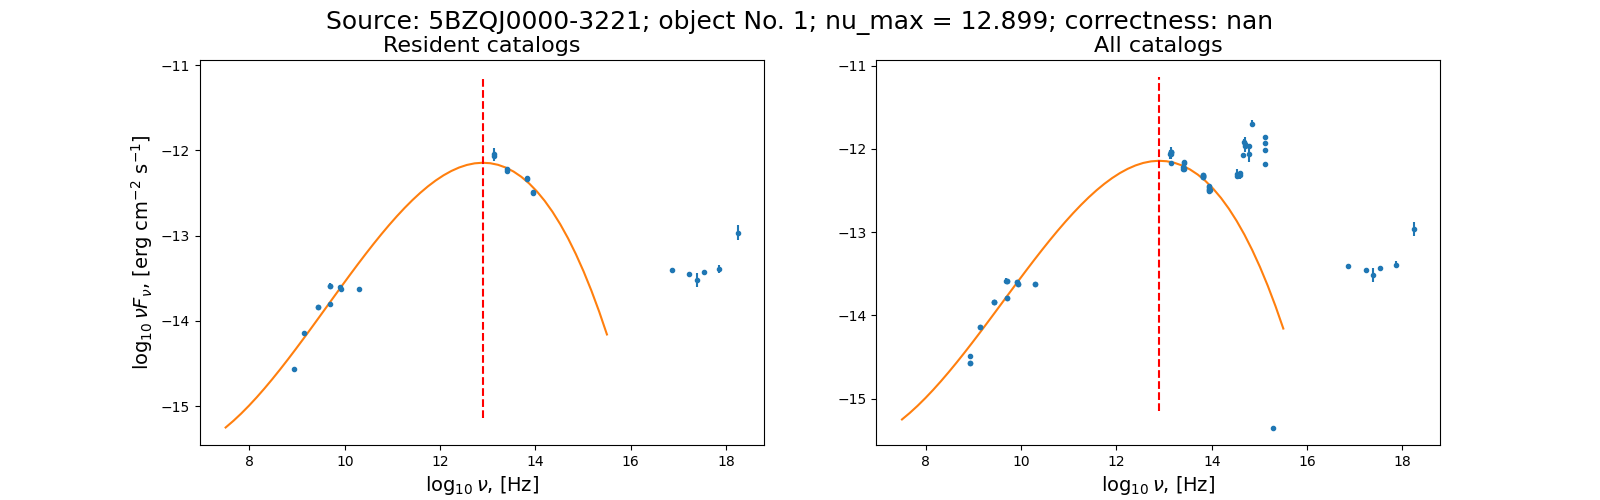 Source: 5BZQJ0000-3221; object No. 1; nu_max = 12.899; correctness: nan
Resident catalogs
All catalogs
−11
−12
−13
−14
−15
log₁₀ νFᵥ, [erg cm⁻² s⁻¹]
8 10 12 14 16 18
log₁₀ ν, [Hz]
−11
−12
−13
−14
−15
8 10 12 14 16 18
log₁₀ ν, [Hz]